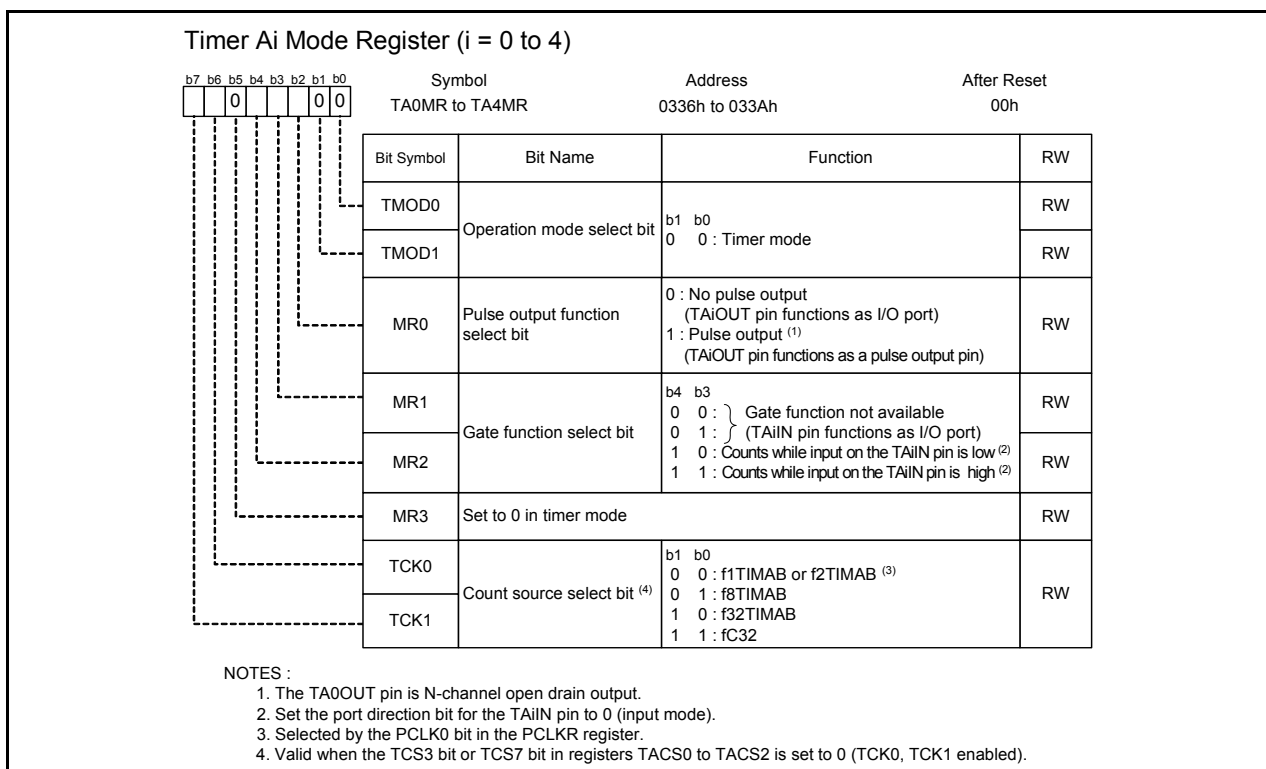 Timer Ai Mode Register (i = 0 to 4)
b7 b6 b5 b4 b3 b2 b1 b0
0 0 0
Symbol Address After Reset
TA0MR to TA4MR 0336h to 033Ah 00h
Bit Symbol Bit Name Function RW
TMOD0 RW
Operation mode select bit
b1 b0
0 0 : Timer mode
TMOD1 RW
MR0
Pulse output function
select bit
0 : No pulse output
(TAiOUT pin functions as I/O port)
1 : Pulse output (1)
(TAiOUT pin functions as a pulse output pin)
RW
MR1 RW
Gate function select bit
b4 b3
0 0 : Gate function not available
0 1 : (TAiIN pin functions as I/O port)
1 0 : Counts while input on the TAiIN pin is low (2)
1 1 : Counts while input on the TAiIN pin is high (2)
MR2 RW
MR3 Set to 0 in timer mode RW
TCK0
Count source select bit (4)
b1 b0
0 0 : f1TIMAB or f2TIMAB (3)
0 1 : f8TIMAB
1 0 : f32TIMAB
1 1 : fC32
RW
TCK1
NOTES :
1. The TA0OUT pin is N-channel open drain output.
2. Set the port direction bit for the TAiIN pin to 0 (input mode).
3. Selected by the PCLK0 bit in the PCLKR register.
4. Valid when the TCS3 bit or TCS7 bit in registers TACS0 to TACS2 is set to 0 (TCK0, TCK1 enabled).